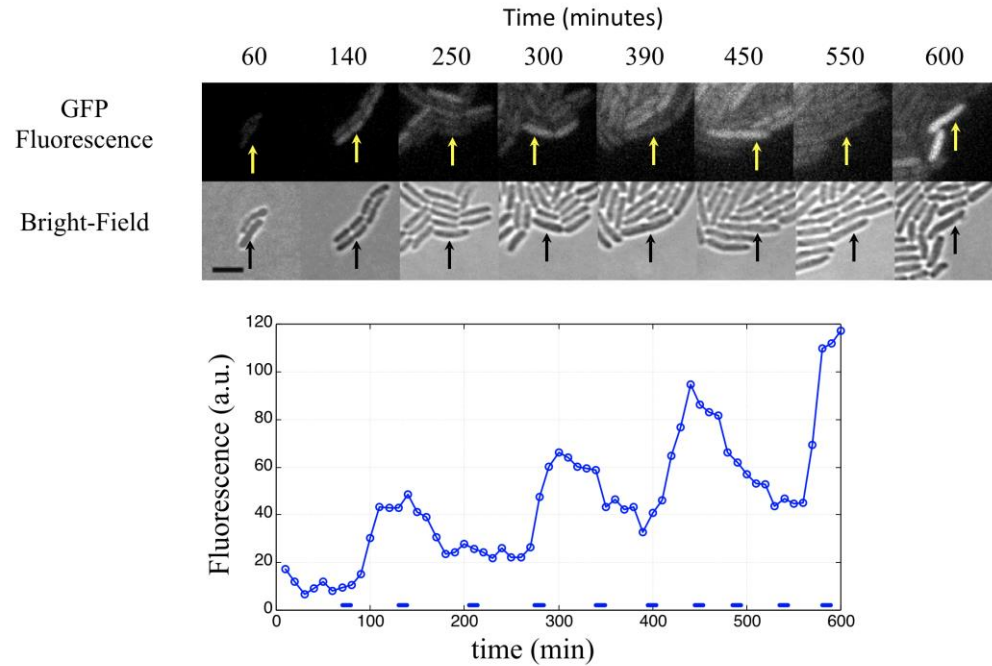 Time (minutes)
60 140 250 300 390 450 550 600
GFP
Fluorescence
Bright-Field
120
100
80
60
40
20
0
Fluorescence (a.u.)
0 100 200 300 400 500 600
time (min)